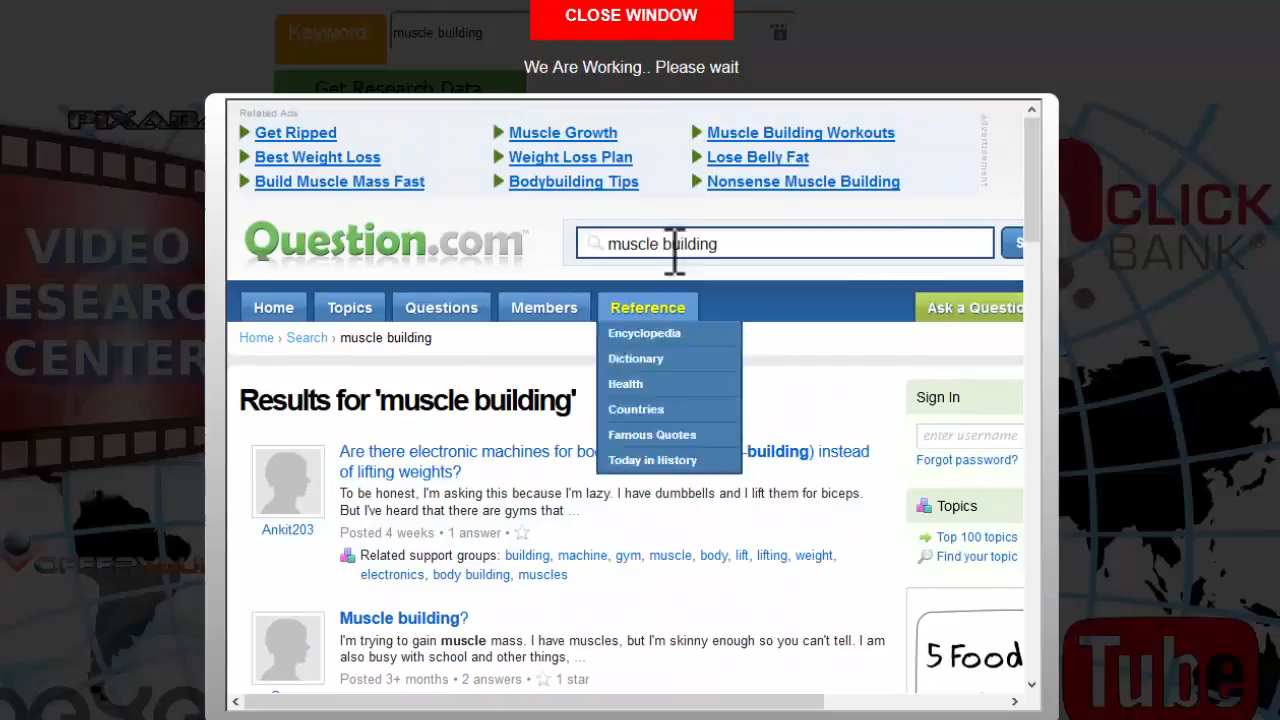 CLOSE WINDOW
Keyword
muscle building
We Are Working.. Please wait
Get Research Data
PIXABA
Related Ads
Get Ripped
Muscle Growth
Muscle Building Workouts
Best Weight Loss
Weight Loss Plan
Lose Belly Fat
Build Muscle Mass Fast
Bodybuilding Tips
Nonsense Muscle Building
advertisement
Question.com
muscle building
S
Home
Topics
Questions
Members
Reference
Ask a Questio
Home › Search › muscle building
Encyclopedia
Dictionary
Health
Countries
Famous Quotes
Today in History
Results for 'muscle building'
Are there electronic machines for bo -building) instead
of lifting weights?
To be honest, I'm asking this because I'm lazy. I have dumbbells and I lift them for biceps.
But I've heard that there are gyms that ...
Ankit203
Posted 4 weeks • 1 answer •
Related support groups: building, machine, gym, muscle, body, lift, lifting, weight,
electronics, body building, muscles
Muscle building?
I'm trying to gain muscle mass. I have muscles, but I'm skinny enough so you can't tell. I am
also busy with school and other things, ...
Posted 3+ months • 2 answers • 1 star
Sign In
enter username
Forgot password?
Topics
Top 100 topics
Find your topic
5 Food
VIDEO
RESEARC
CENTER
CLICK
BANK
Tube